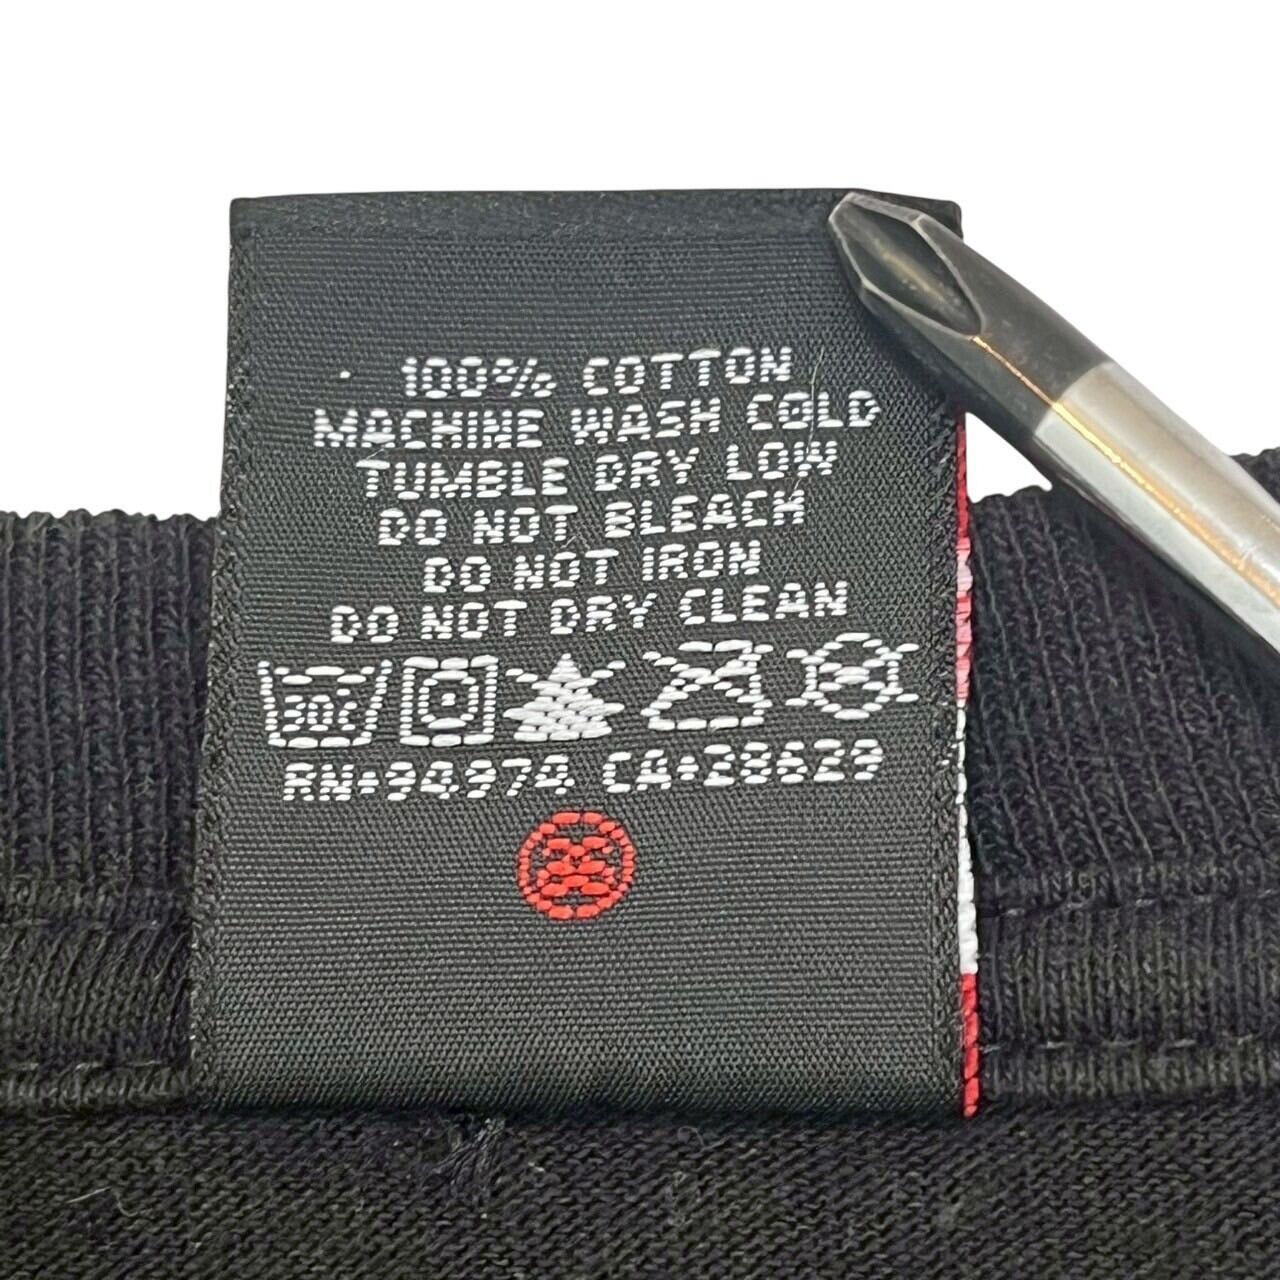 100% COTTON
MACHINE WASH COLD
TUMBLE DRY LOW
DO NOT BLEACH
DO NOT IRON
DO NOT DRY CLEAN
30c
RN•94974 CA•28629